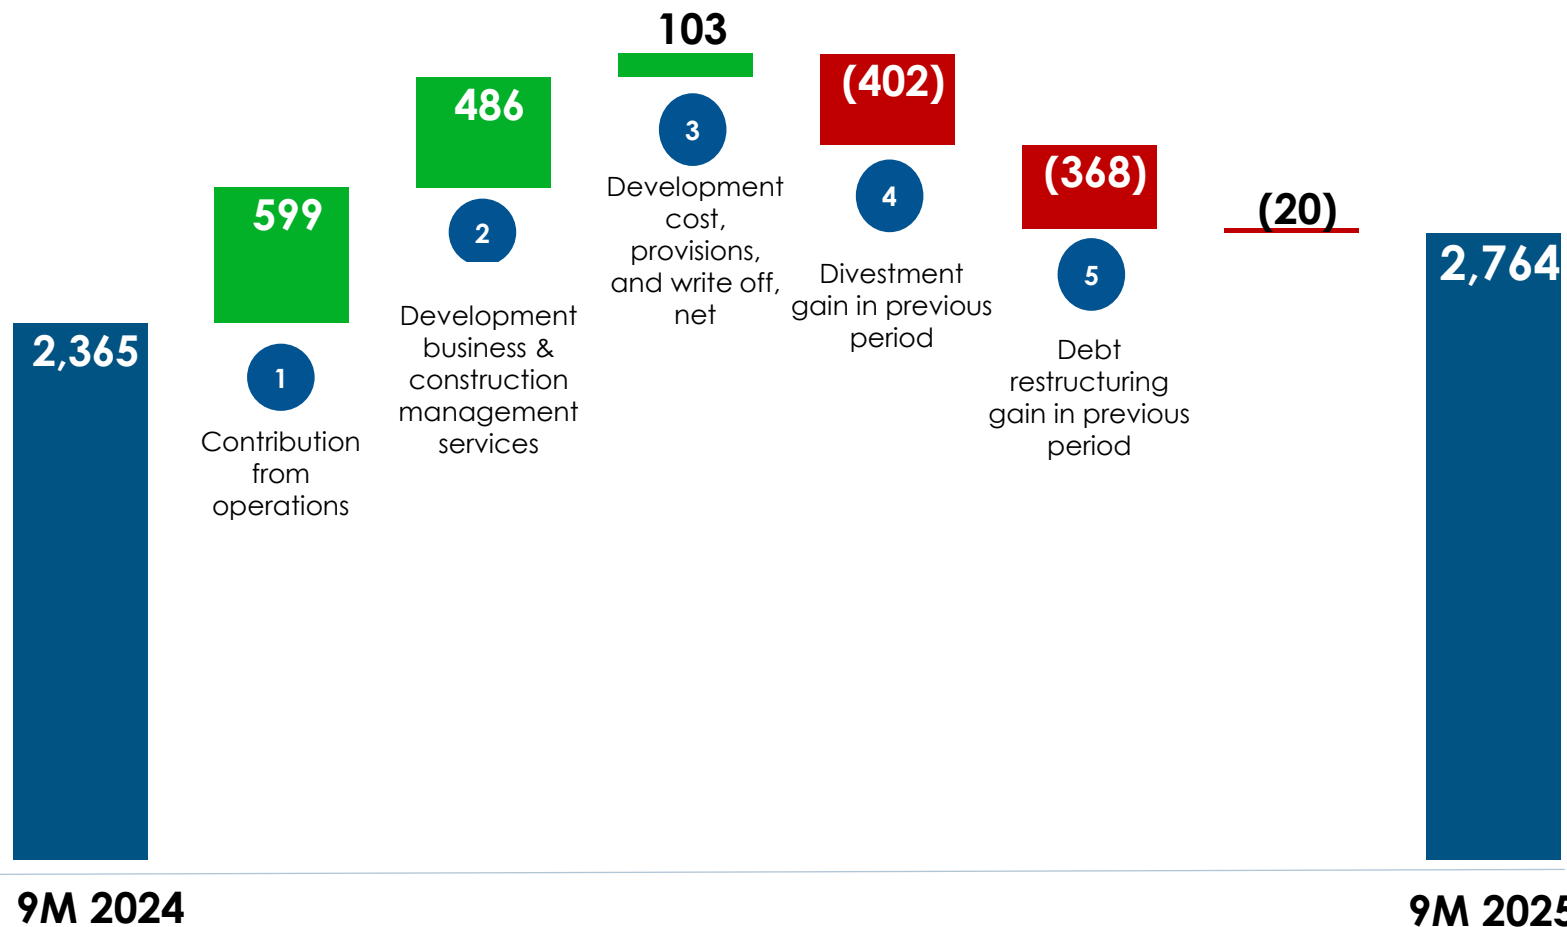 2,365
599
1
Contribution
from
operations
486
2
Development
business &
construction
management
services
103
3
Development
cost,
provisions,
and write off,
net
(402)
4
Divestment
gain in previous
period
(368)
5
Debt
restructuring
gain in previous
period
(20)
2,764
9M 2024
9M 2025